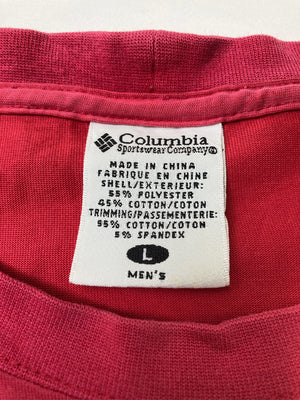 Columbia
Sportswear Company®
MADE IN CHINA
FABRIQUE EN CHINE
SHELL/EXTERIEUR:
55% POLYESTER
45% COTTON/COTON
TRIMMING/PASSEMENTERIE:
95% COTTON/COTON
5% SPANDEX
L
MEN'S